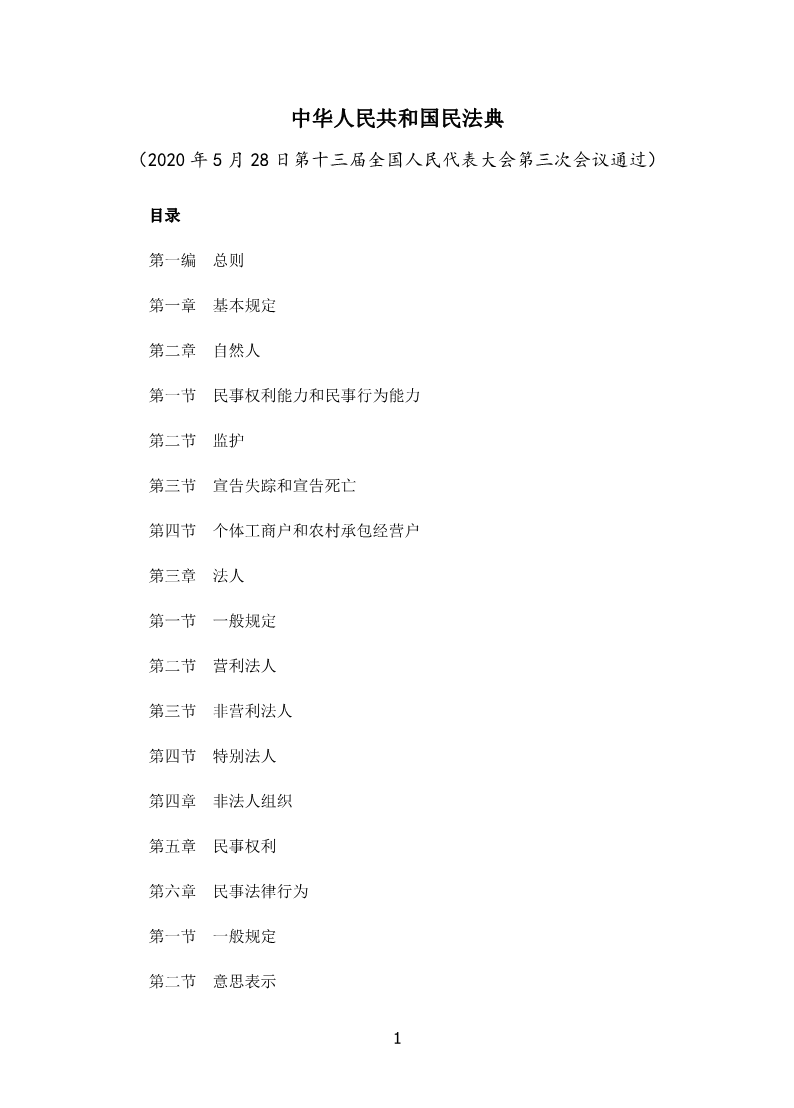 中华人民共和国民法典
（2020 年 5 月 28 日第十三届全国人民代表大会第三次会议通过）
目录
第一编　总则
第一章　基本规定
第二章　自然人
第一节　民事权利能力和民事行为能力
第二节　监护
第三节　宣告失踪和宣告死亡
第四节　个体工商户和农村承包经营户
第三章　法人
第一节　一般规定
第二节　营利法人
第三节　非营利法人
第四节　特别法人
第四章　非法人组织
第五章　民事权利
第六章　民事法律行为
第一节　一般规定
第二节　意思表示
1